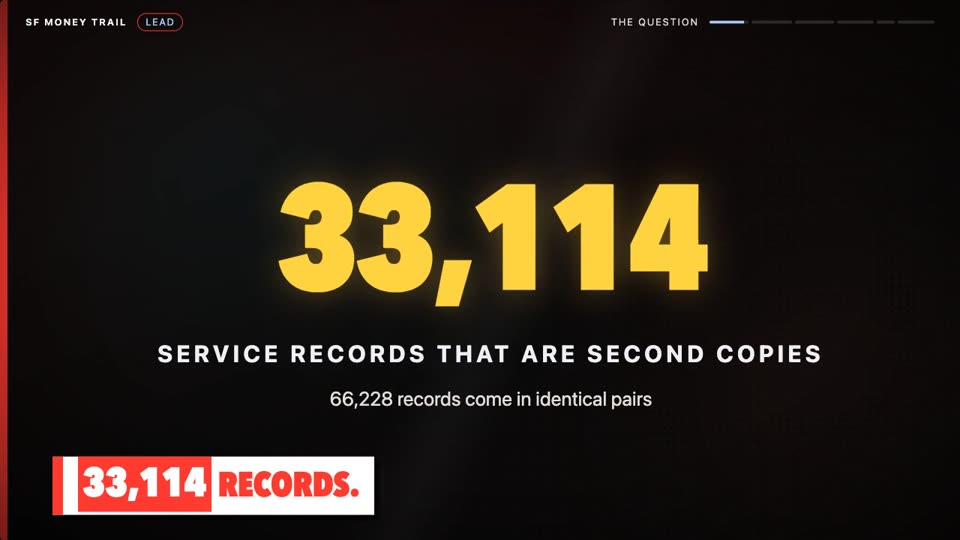 SF MONEY TRAIL LEAD THE QUESTION
33,114
SERVICE RECORDS THAT ARE SECOND COPIES
66,228 records come in identical pairs
33,114 RECORDS.